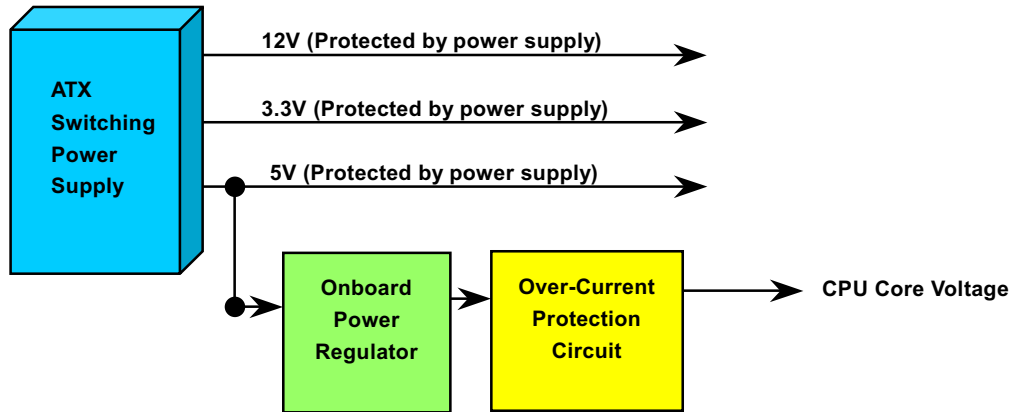 12V (Protected by power supply)
ATX
Switching
Power
Supply
3.3V (Protected by power supply)
5V (Protected by power supply)
Onboard
Power
Regulator
Over-Current
Protection
Circuit
CPU Core Voltage